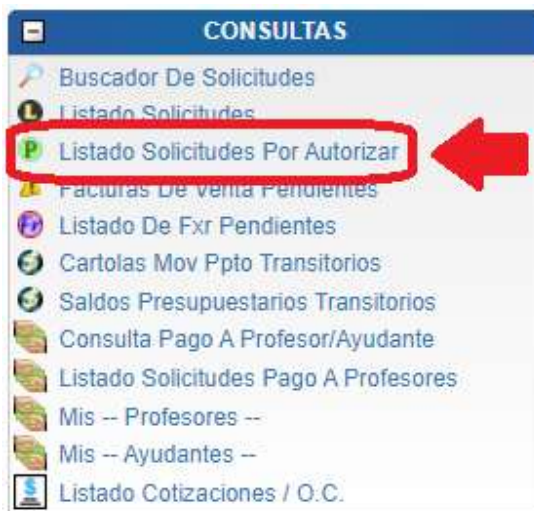 CONSULTAS
Buscador De Solicitudes
Listado Solicitudes
Listado Solicitudes Por Autorizar
Facturas De Venta Pendientes
Listado De Fxr Pendientes
Cartolas Mov Ppto Transitorios
Saldos Presupuestarios Transitorios
Consulta Pago A Profesor/Ayudante
Listado Solicitudes Pago A Profesores
Mis -- Profesores --
Mis -- Ayudantes --
Listado Cotizaciones / O.C.